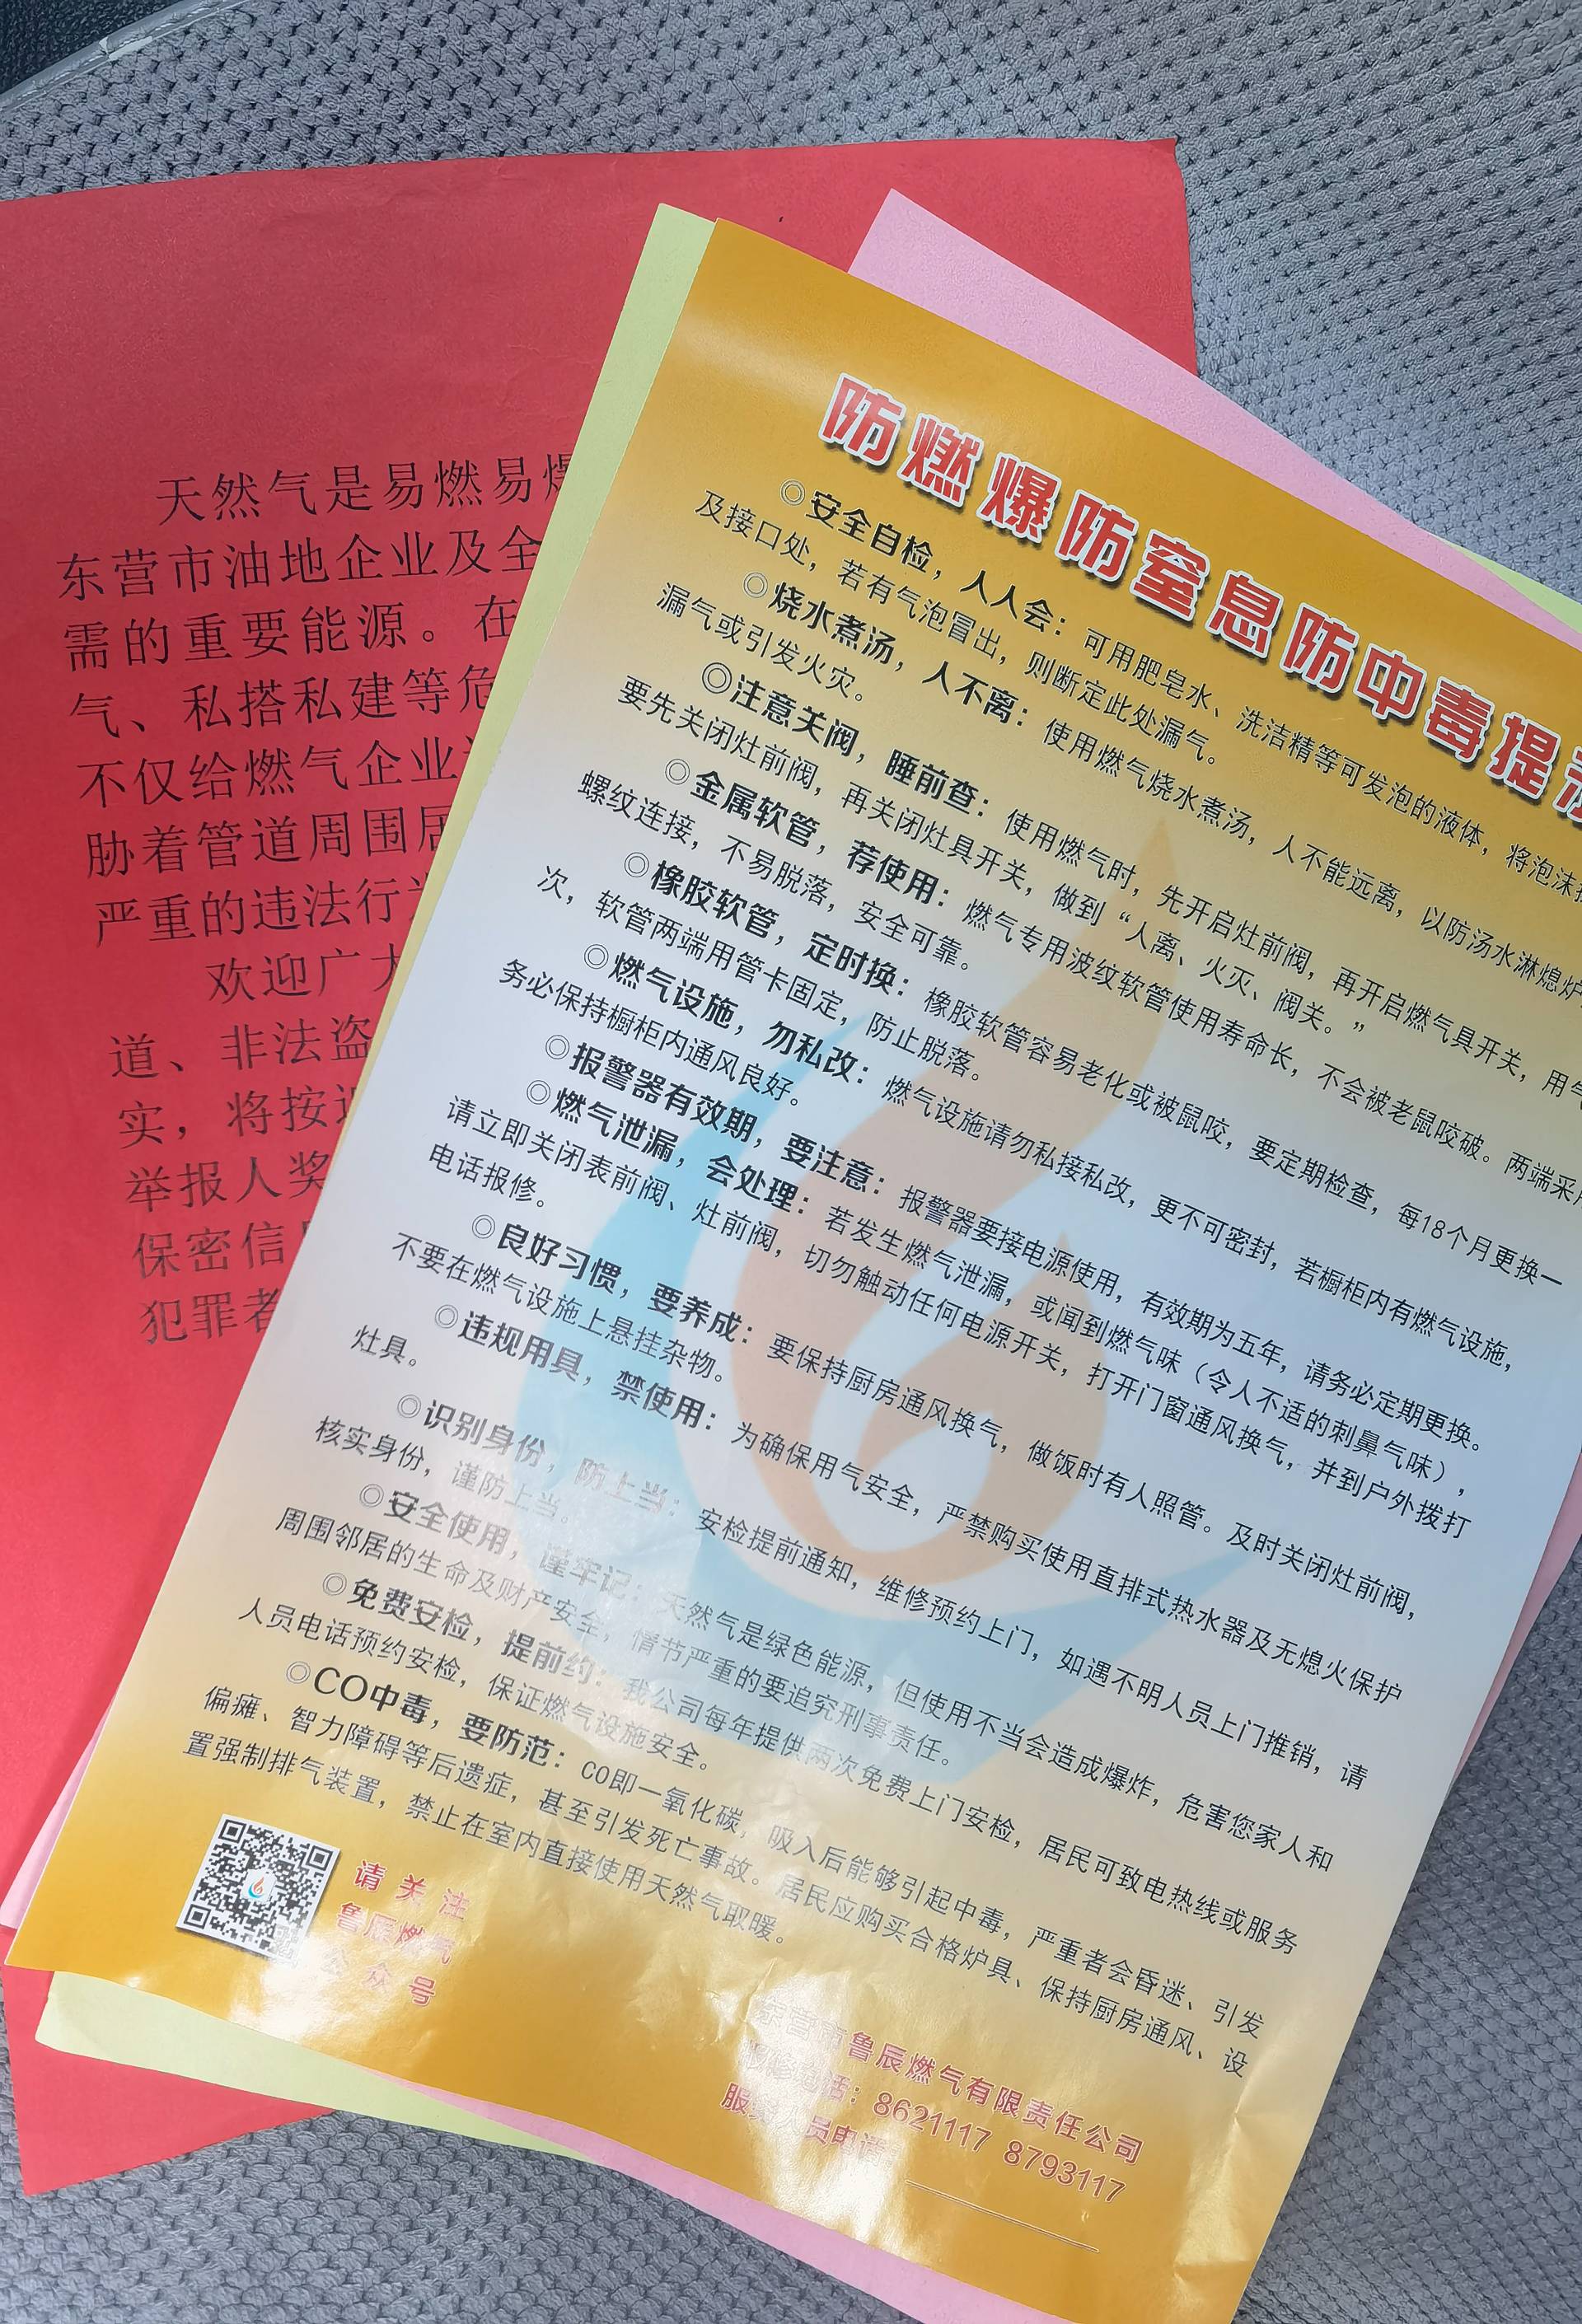 天然气是易燃易爆
东营市油地企业及全
需的重要能源。在
气、私搭私建等危
不仅给燃气企业
胁着管道周围居
严重的违法行为
欢迎广大
道、非法盗
实，将按
举报人奖
保密信
犯罪者
防燃爆防窒息防中毒提示
◎安全自检，人人会：可用肥皂水、洗洁精等可发泡的液体，将泡沫
及接口处，若有气泡冒出，则断定此处漏气。
◎烧水煮汤，人不离：使用燃气烧水煮汤，人不能远离，以防汤水淋熄炉
漏气或引发火灾。
◎注意关阀，睡前查：使用燃气时，先开启灶前阀，再开启燃气具开关，用气
要先关闭灶前阀，再关闭灶具开关，做到“人离、火灭、阀关。”
◎金属软管，荐使用：燃气专用波纹软管使用寿命长，不会被老鼠咬破。两端采用
螺纹连接，不易脱落，安全可靠。
◎橡胶软管，定时换：橡胶软管容易老化或被鼠咬，要定期检查，每18个月更换一
次，软管两端用管卡固定，防止脱落。
◎燃气设施，勿私改：燃气设施请勿私接私改，更不可密封，若橱柜内有燃气设施，
务必保持橱柜内通风良好。
◎报警器有效期，要注意：报警器要接电源使用，有效期为五年，请务必定期更换。
◎燃气泄漏，会处理：若发生燃气泄漏，或闻到燃气味（令人不适的刺鼻气味），
请立即关闭表前阀、灶前阀，切勿触动任何电源开关，打开门窗通风换气，并到户外拨打
电话报修。
◎良好习惯，要养成：要保持厨房通风换气，做饭时有人照管。及时关闭灶前阀，
不要在燃气设施上悬挂杂物。
◎违规用具，禁使用：为确保用气安全，严禁购买使用直排式热水器及无熄火保护
灶具。
◎识别身份，防上当：安检提前通知，维修预约上门，如遇不明人员上门推销，请
核实身份，谨防上当。
◎安全使用，谨牢记：天然气是绿色能源，但使用不当会造成爆炸，危害您家人和
周围邻居的生命及财产安全，情节严重的要追究刑事责任。
◎免费安检，提前约：我公司每年提供两次免费上门安检，居民可致电热线或服务
人员电话预约安检，保证燃气设施安全。
◎CO中毒，要防范：CO即一氧化碳，吸入后能够引起中毒，严重者会昏迷、引发
偏瘫、智力障碍等后遗症，甚至引发死亡事故。居民应购买合格炉具、保持厨房通风、设
置强制排气装置，禁止在室内直接使用天然气取暖。
请关注
鲁辰燃气
公众号
东营市鲁辰燃气有限责任公司
电话：8621117 8793117
服务人员电话：